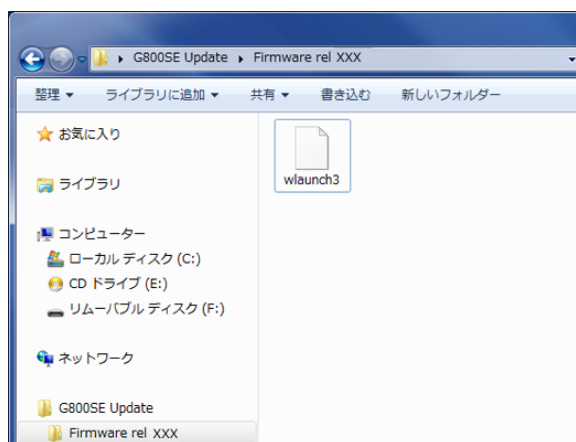 G800SE Update ▸ Firmware rel XXX
整理 ▼ ライブラリに追加 ▼ 共有 ▼ 書き込む 新しいフォルダー
お気に入り
ライブラリ
コンピューター
ローカル ディスク (C:)
CD ドライブ (E:)
リムーバブル ディスク (F:)
ネットワーク
G800SE Update
Firmware rel XXX
wlaunch3